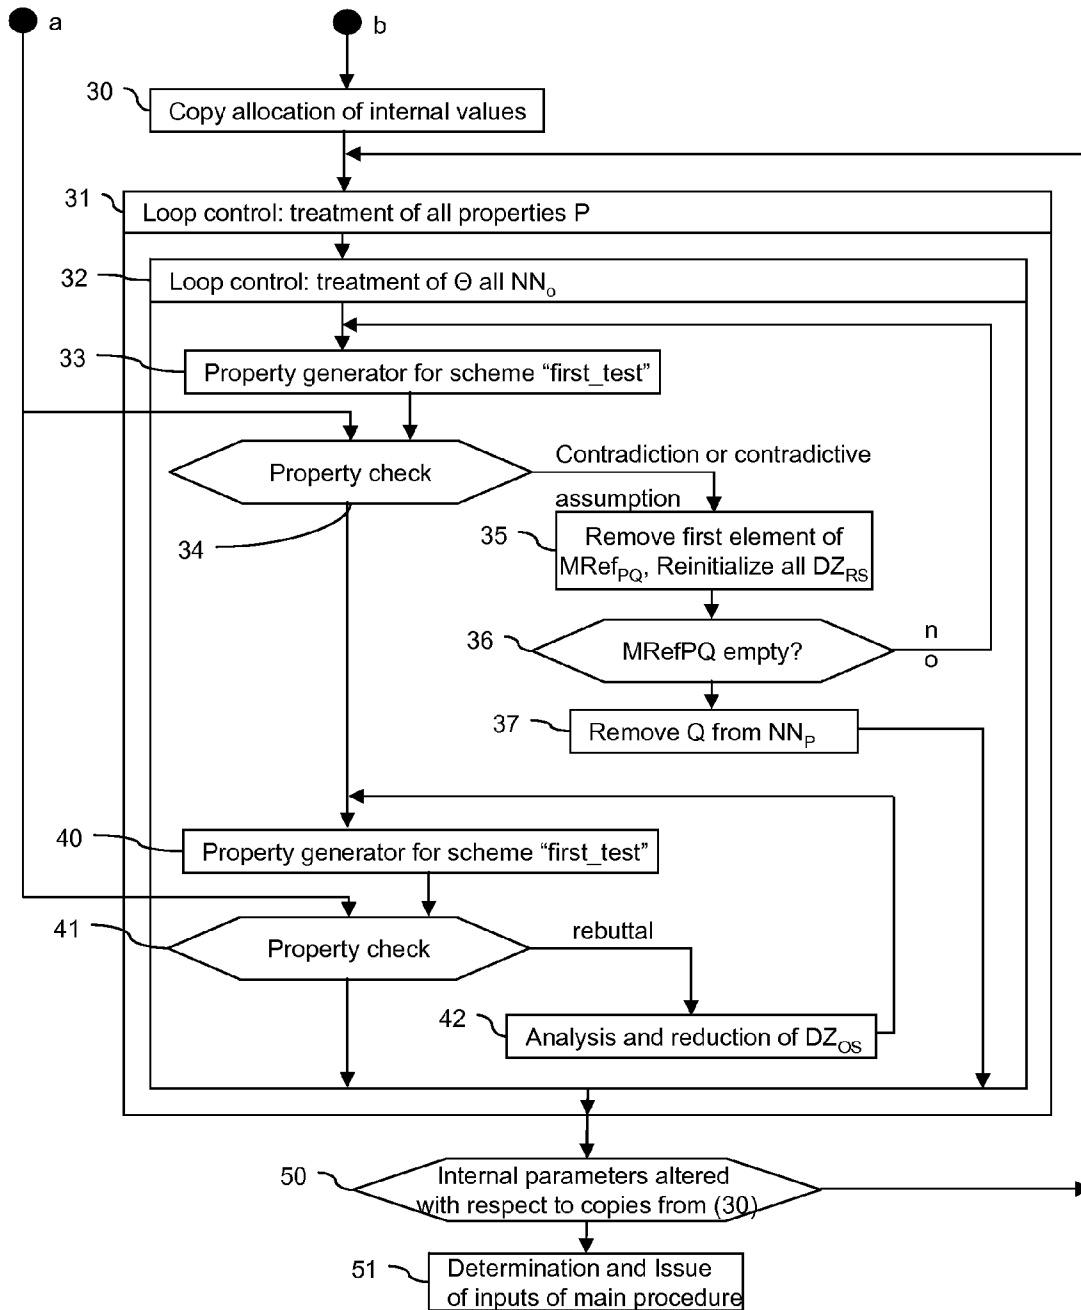 a
b
30
Copy allocation of internal values
31
Loop control: treatment of all properties P
32
Loop control: treatment of Θ all NNo
33
Property generator for scheme “first_test”
Property check
34
Contradiction or contradictive
assumption
35
Remove first element of
MRefPQ, Reinitialize all DZRS
36
MRefPQ empty?
n
o
37
Remove Q from NNP
40
Property generator for scheme “first_test”
41
Property check
rebuttal
42
Analysis and reduction of DZOS
50
Internal parameters altered
with respect to copies from (30)
51
Determination and Issue
of inputs of main procedure